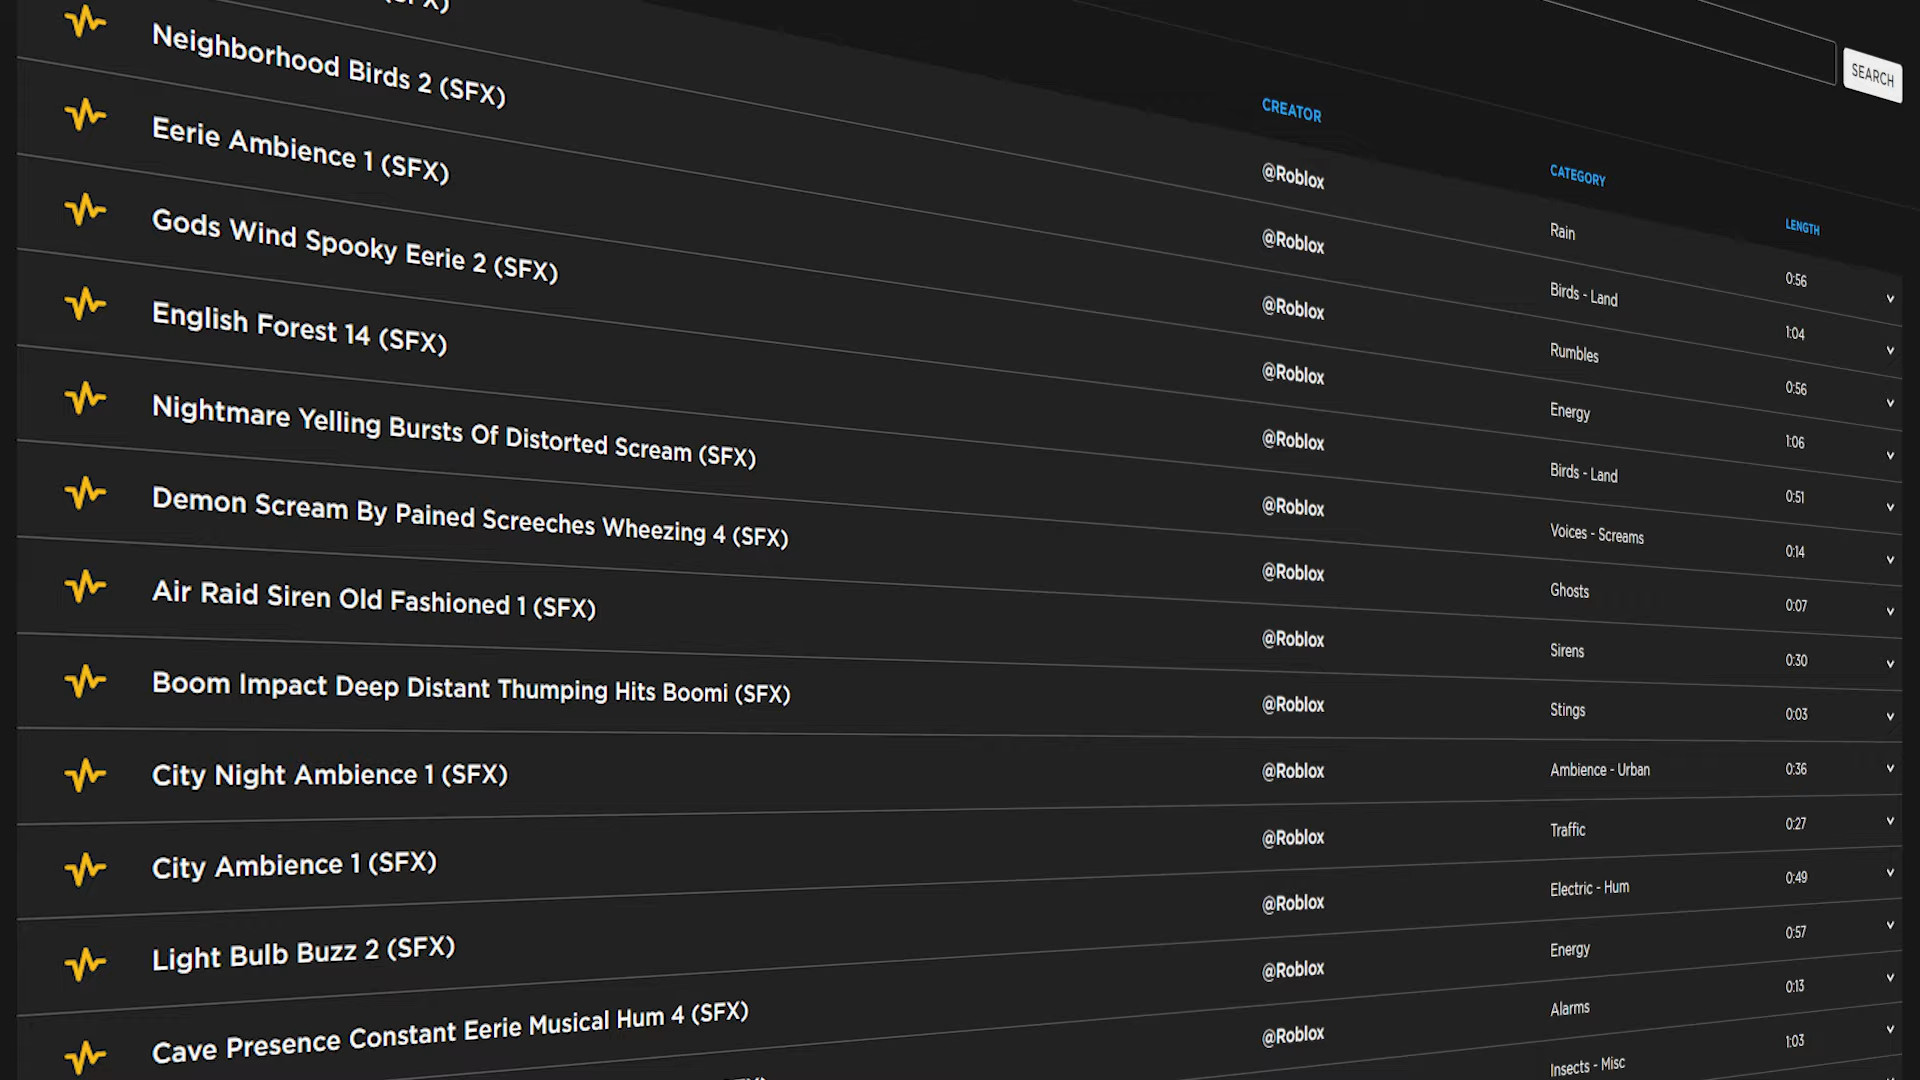 SEARCH
CREATOR CATEGORY LENGTH
@Roblox Rain 0:56
Neighborhood Birds 2 (SFX) @Roblox Birds - Land 1:04
Eerie Ambience 1 (SFX) @Roblox Rumbles 0:56
Gods Wind Spooky Eerie 2 (SFX) @Roblox Energy 1:06
English Forest 14 (SFX) @Roblox Birds - Land 0:51
Nightmare Yelling Bursts Of Distorted Scream (SFX) @Roblox Voices - Screams 0:14
Demon Scream By Pained Screeches Wheezing 4 (SFX) @Roblox Ghosts 0:07
Air Raid Siren Old Fashioned 1 (SFX) @Roblox Sirens 0:30
Boom Impact Deep Distant Thumping Hits Boomi (SFX) @Roblox Stings 0:03
City Night Ambience 1 (SFX) @Roblox Ambience - Urban 0:36
City Ambience 1 (SFX) @Roblox Traffic 0:27
Light Bulb Buzz 2 (SFX) @Roblox Electric - Hum 0:49
Cave Presence Constant Eerie Musical Hum 4 (SFX) @Roblox Energy 0:57
@Roblox Alarms 0:13
Insects - Misc 1:03